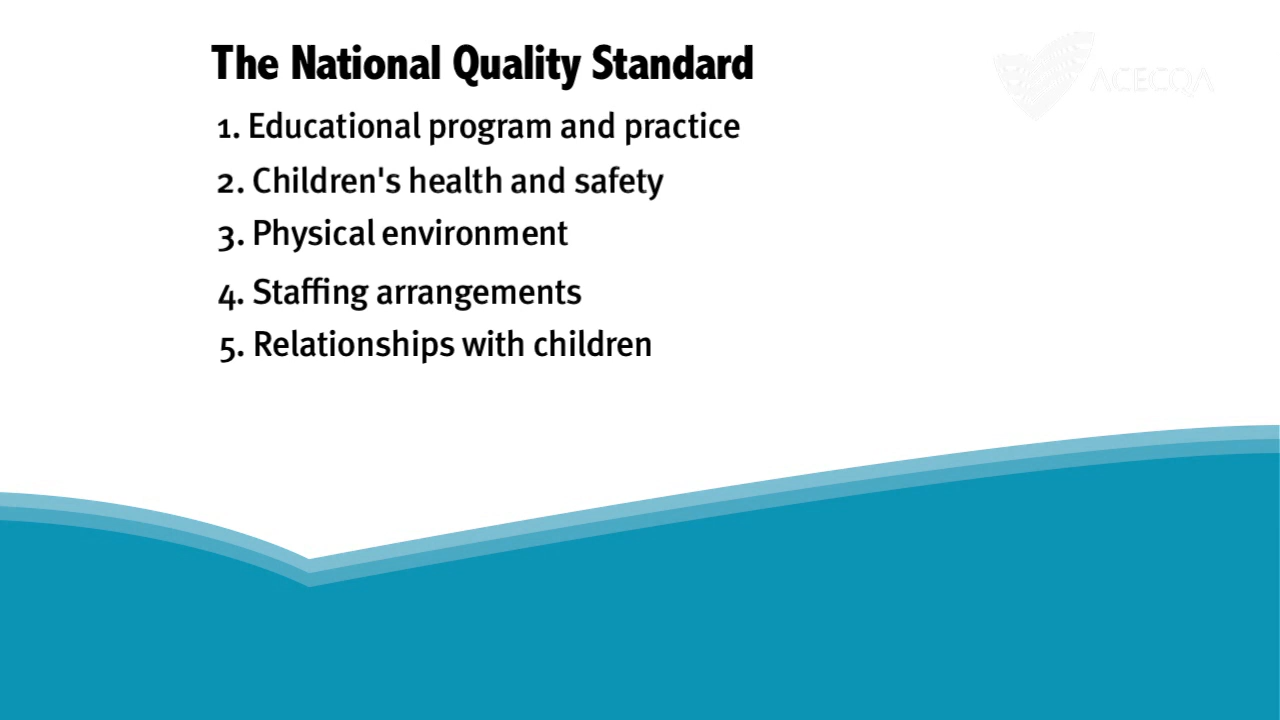 The National Quality Standard
ACECQA
1. Educational program and practice
2. Children's health and safety
3. Physical environment
4. Staffing arrangements
5. Relationships with children